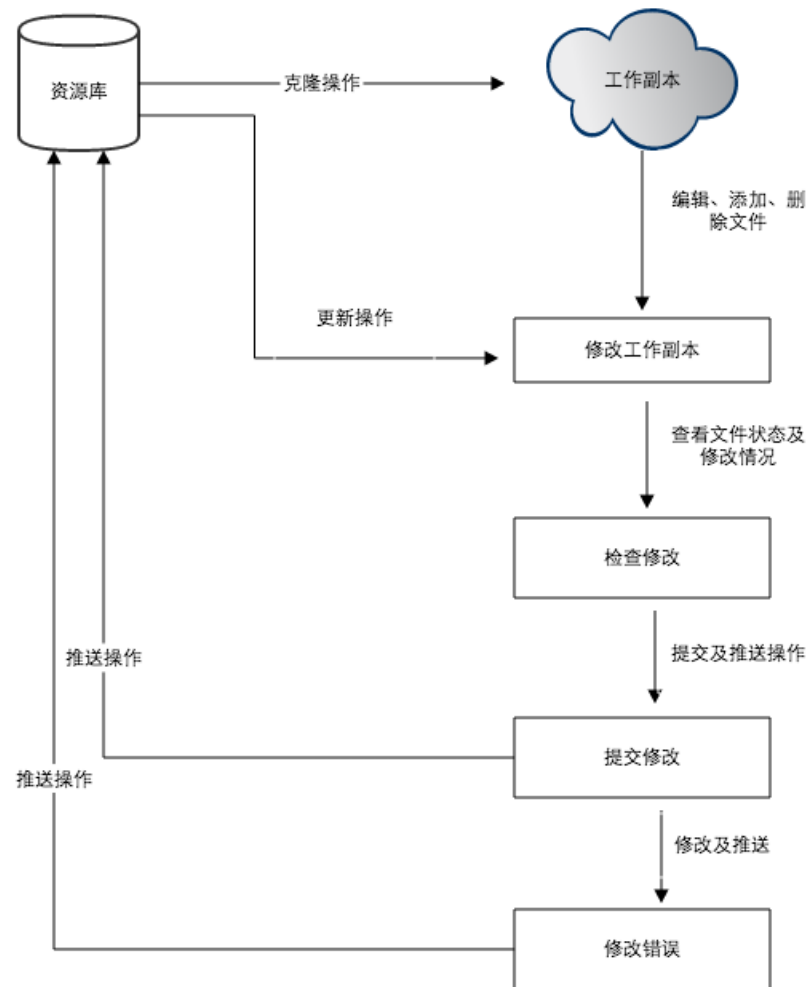 资源库
克隆操作
工作副本
编辑、添加、删
除文件
更新操作
修改工作副本
查看文件状态及
修改情况
检查修改
推送操作
提交及推送操作
提交修改
推送操作
修改及推送
修改错误